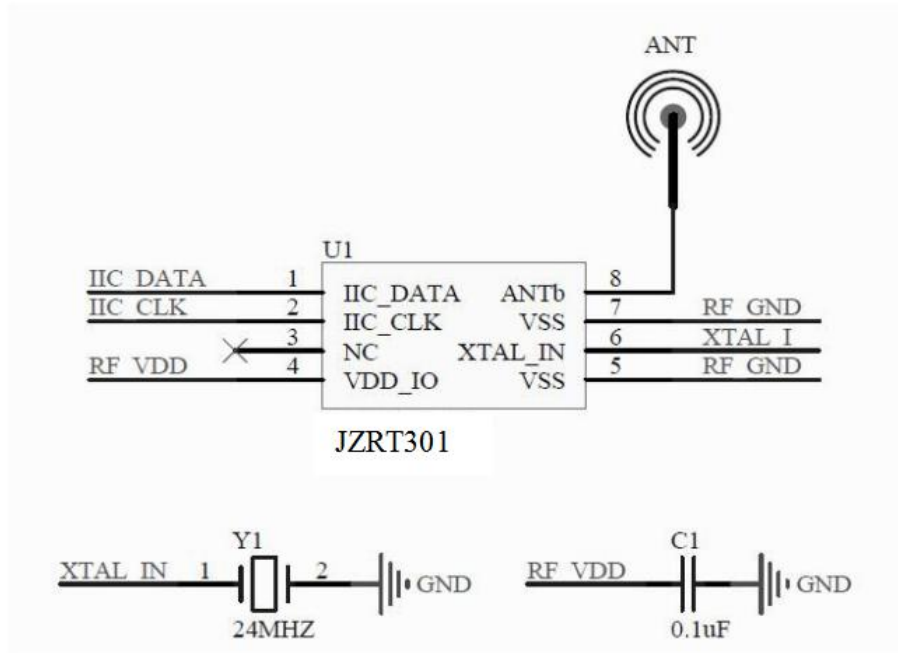 ANT
U1
IIC_DATA 1 IIC_DATA ANTb 8
IIC_CLK 2 IIC_CLK VSS 7 RF_GND
3 NC XTAL_IN 6 XTAL_I
RF_VDD 4 VDD_IO VSS 5 RF_GND
JZRT301
Y1 C1
XTAL_IN 1 2 GND RF_VDD GND
24MHZ 0.1uF